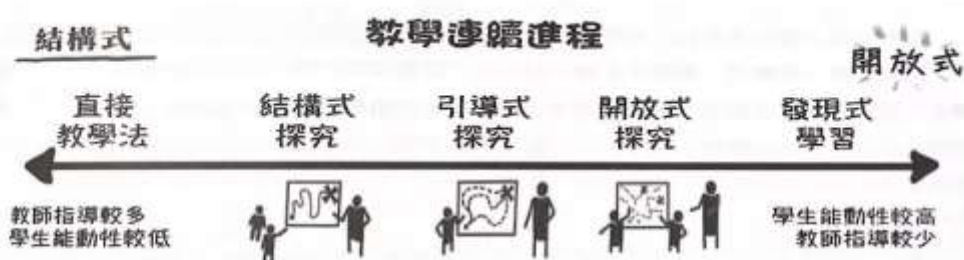 教學連續進程
結構式
開放式
直接
教學法
結構式
探究
引導式
探究
開放式
探究
發現式
學習
教師指導較多
學生能動性較低
學生能動性較高
教師指導較少